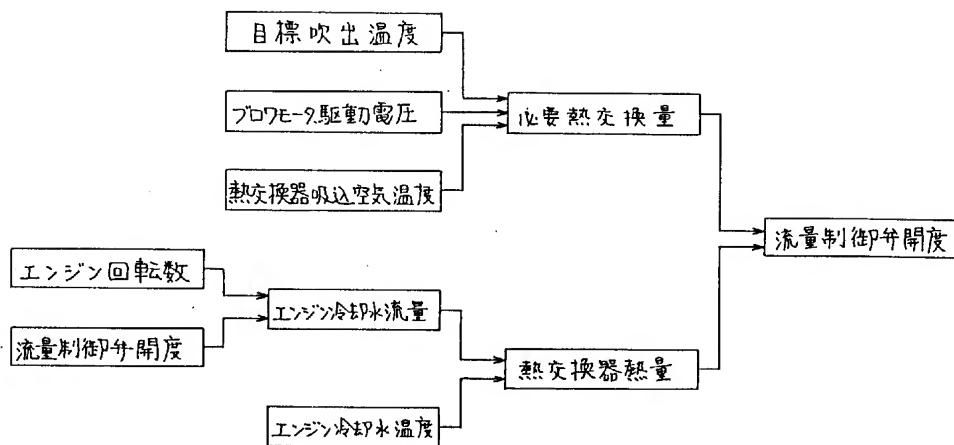 目標吹出温度
ブロワモータ駆動電圧
必要熱交換量
熱交換器吸込空気温度
流量制御弁開度
エンジン回転数
エンジン冷却水流量
流量制御弁開度
熱交換器熱量
エンジン冷却水温度